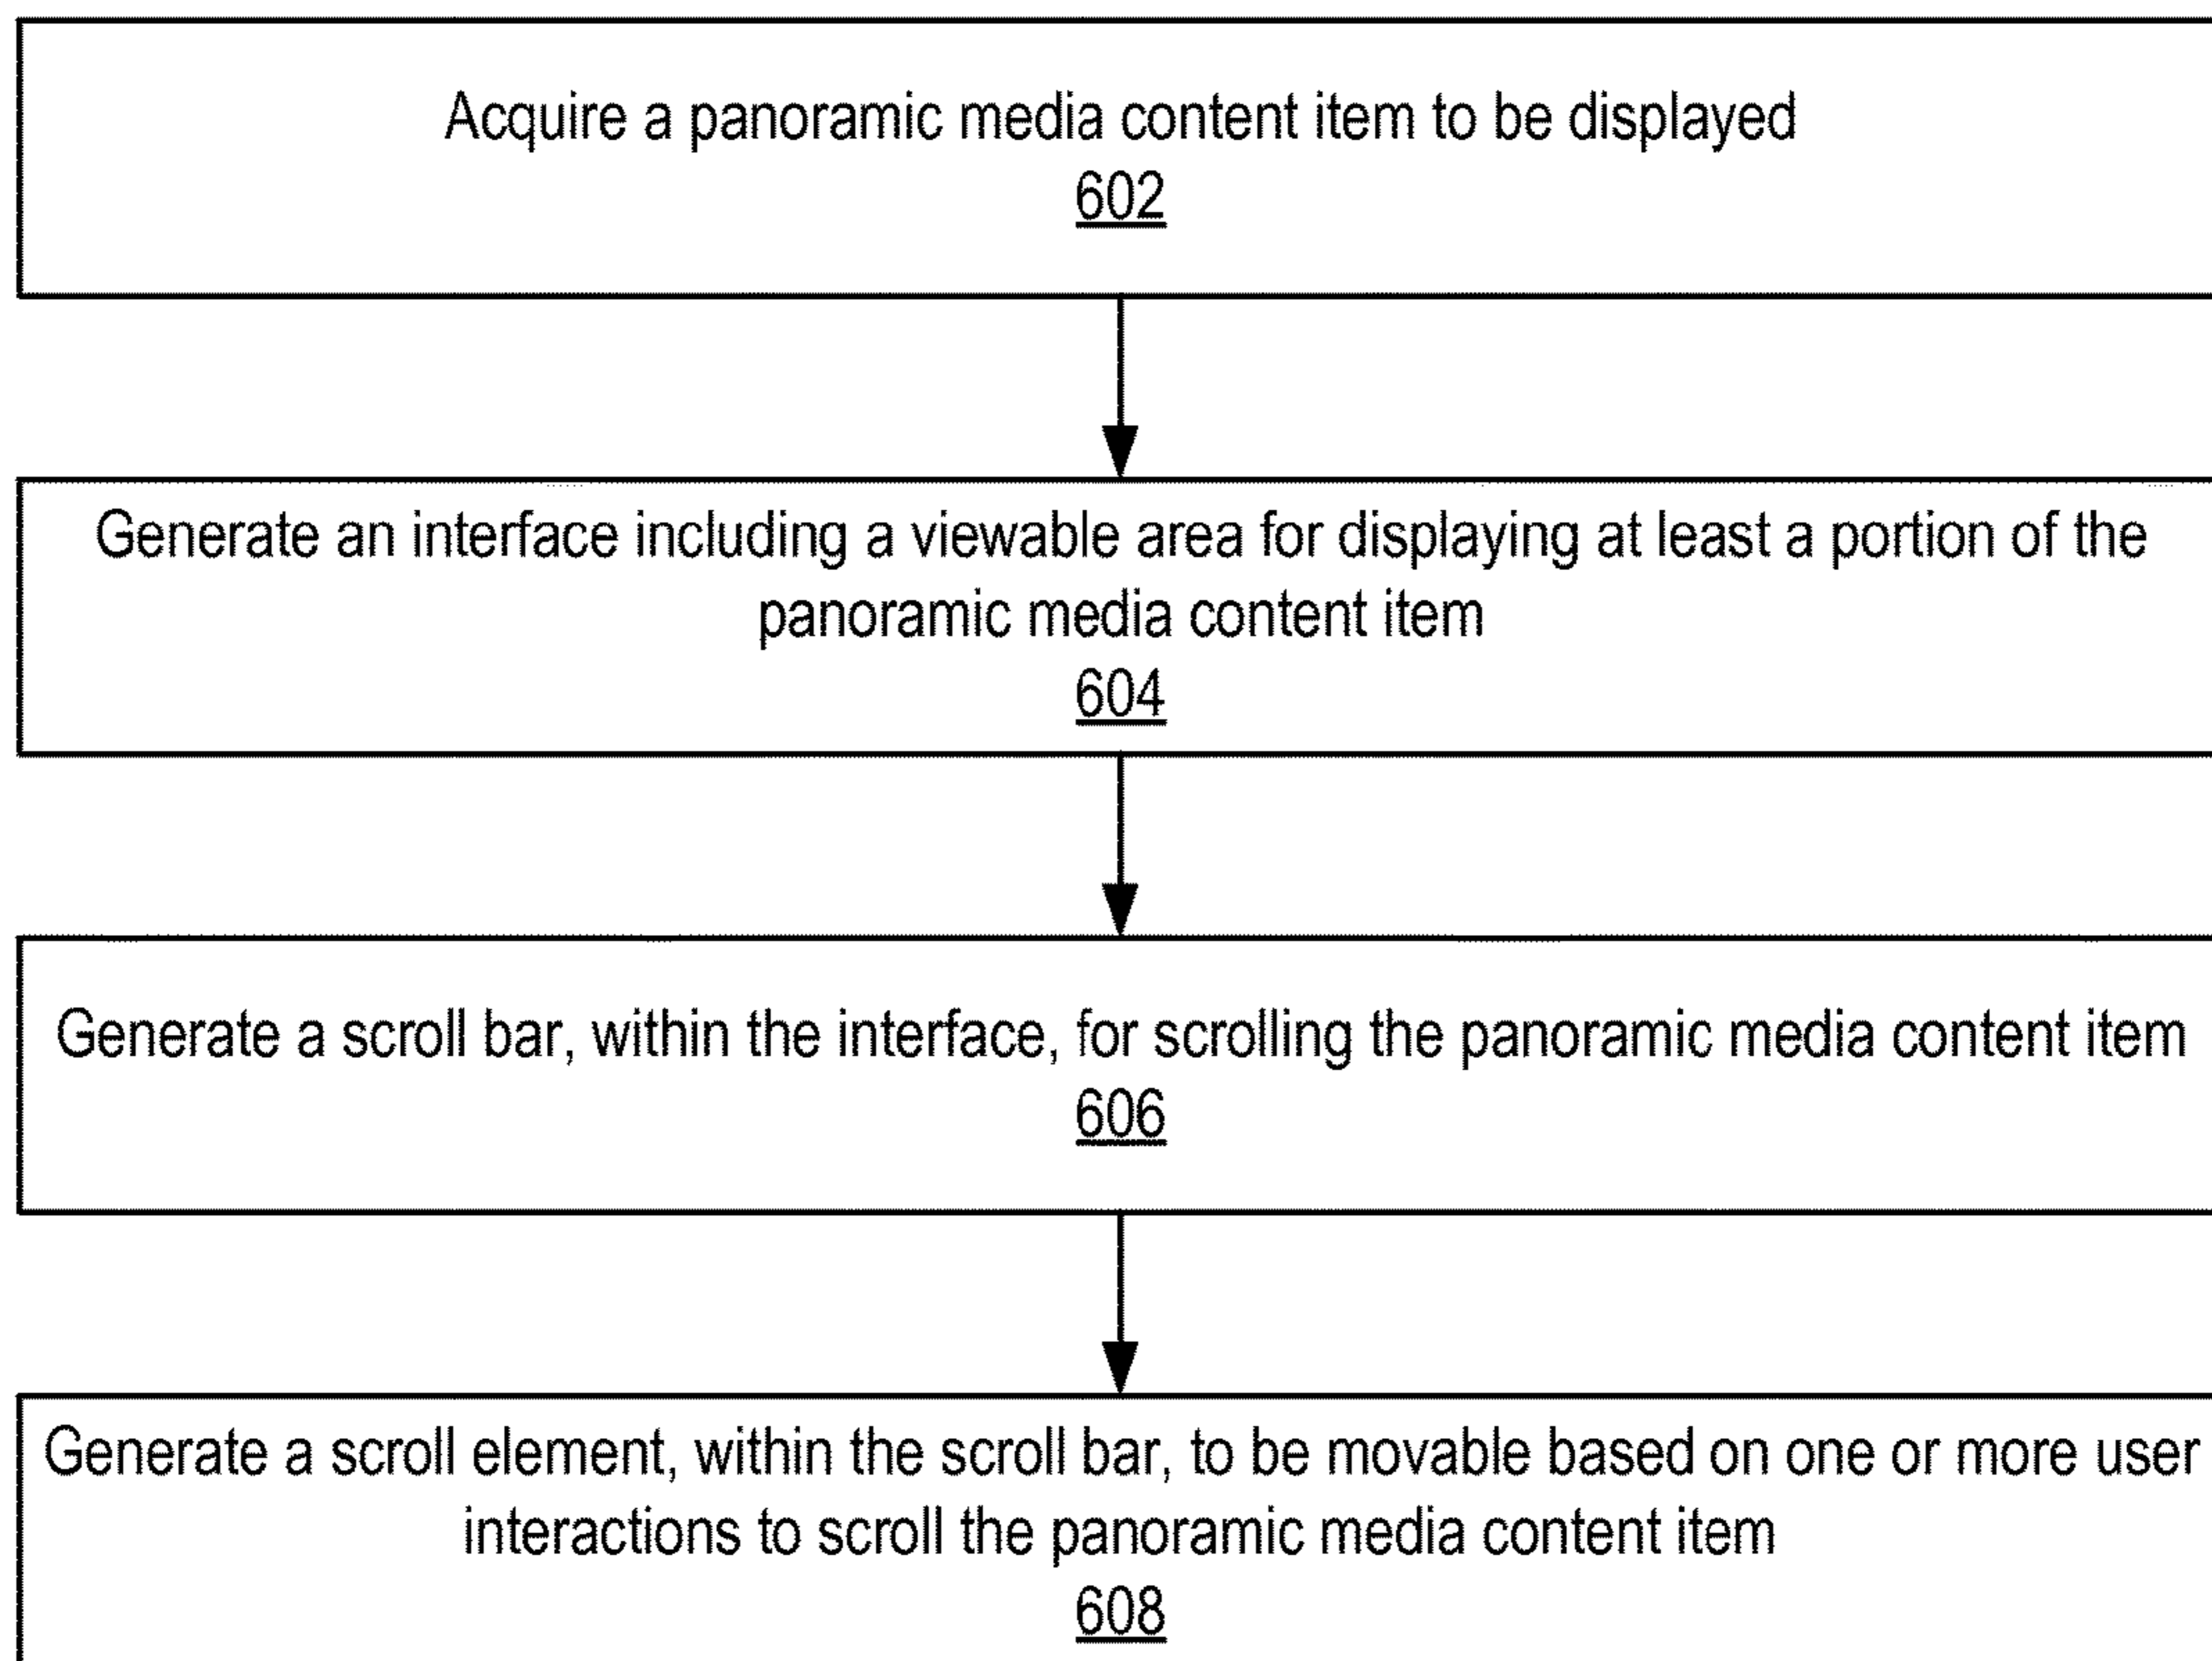 Acquire a panoramic media content item to be displayed
602
Generate an interface including a viewable area for displaying at least a portion of the
panoramic media content item
604
Generate a scroll bar, within the interface, for scrolling the panoramic media content item
606
Generate a scroll element, within the scroll bar, to be movable based on one or more user
interactions to scroll the panoramic media content item
608